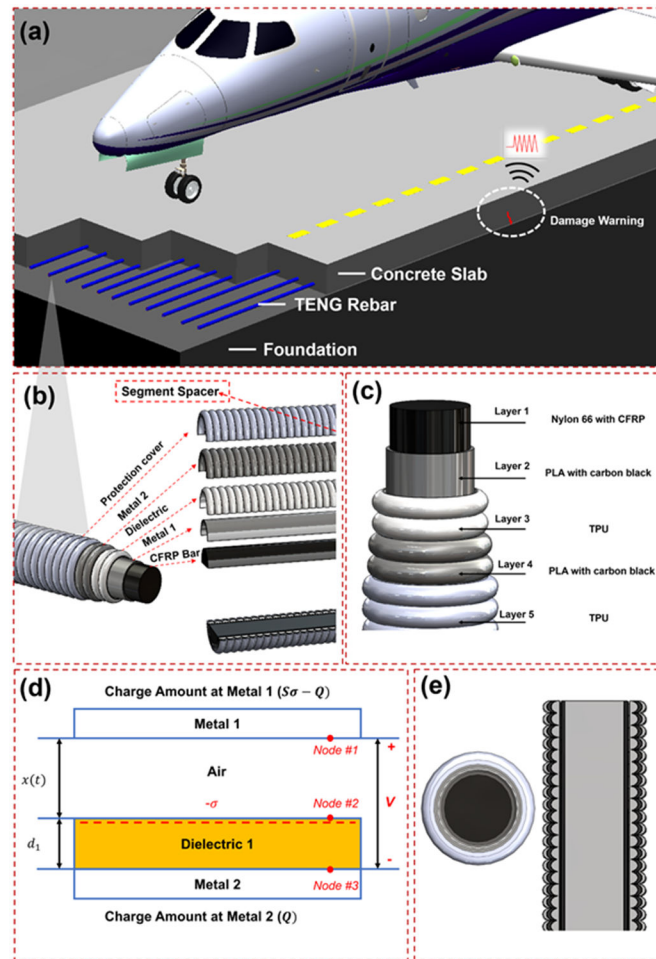 (a)
Damage Warning
Concrete Slab
TENG Rebar
Foundation
(b)
Segment Spacer
Protection cover
Metal 2
Dielectric
Metal 1
CFRP Bar
(c)
Layer 1 Nylon 66 with CFRP
Layer 2 PLA with carbon black
Layer 3 TPU
Layer 4 PLA with carbon black
Layer 5 TPU
(d)
Charge Amount at Metal 1 (Sσ − Q)
Metal 1
Node #1 +
Air
x(t)
-σ Node #2 V
d₁
Dielectric 1
-
Metal 2 Node #3
Charge Amount at Metal 2 (Q)
(e)